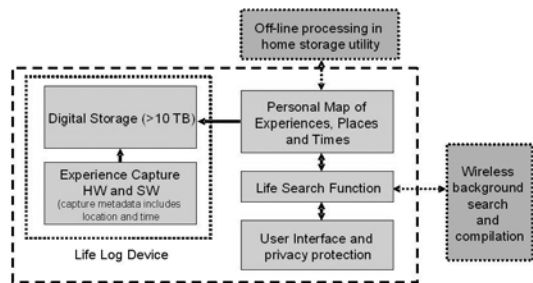 Off-line processing in
home storage utility
Digital Storage (>10 TB)
Personal Map of
Experiences, Places
and Times
Experience Capture
HW and SW
(capture metadata includes
location and time
Life Search Function
Wireless
background
search
and
compilation
User Interface and
privacy protection
Life Log Device